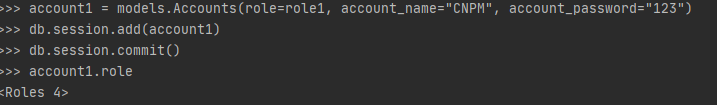 >>> account1 = models.Accounts(role=role1, account_name="CNPM", account_password="123")
>>> db.session.add(account1)
>>> db.session.commit()
>>> account1.role
<Roles 4>